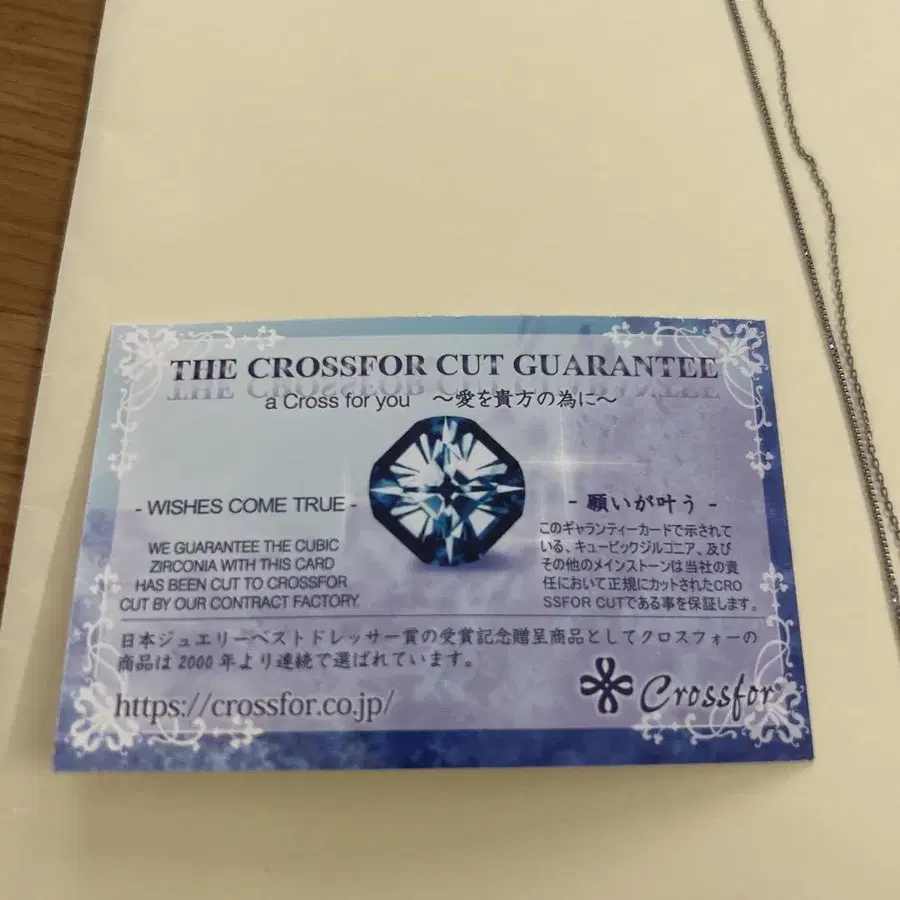 THE CROSSFOR CUT GUARANTEE
a Cross for you ～愛を貴方の為に～
- WISHES COME TRUE -
WE GUARANTEE THE CUBIC
ZIRCONIA WITH THIS CARD
HAS BEEN CUT TO CROSSFOR
CUT BY OUR CONTRACT FACTORY.
- 願いが叶う -
このギャランティーカードで示されて
いる、キュービックジルコニア、及び
その他のメインストーンは当社の責
任において正規にカットされたCRO
SSFOR CUTである事を保証します。
日本ジュエリーベストドレッサー賞の受賞記念贈呈商品としてクロスフォーの
商品は2000年より連続で選ばれています。
https://crossfor.co.jp/
Crossfor®